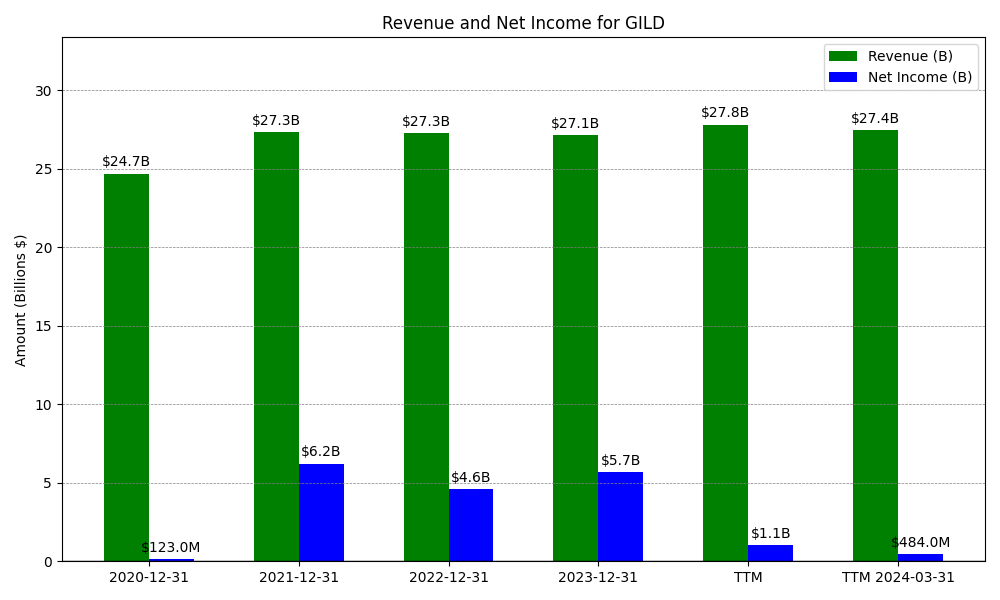 Revenue and Net Income for GILD
Revenue (B)
Net Income (B)
Amount (Billions $)
30
25
20
15
10
5
0
$24.7B
$123.0M
$27.3B
$6.2B
$27.3B
$4.6B
$27.1B
$5.7B
$27.8B
$1.1B
$27.4B
$484.0M
2020-12-31
2021-12-31
2022-12-31
2023-12-31
TTM
TTM 2024-03-31